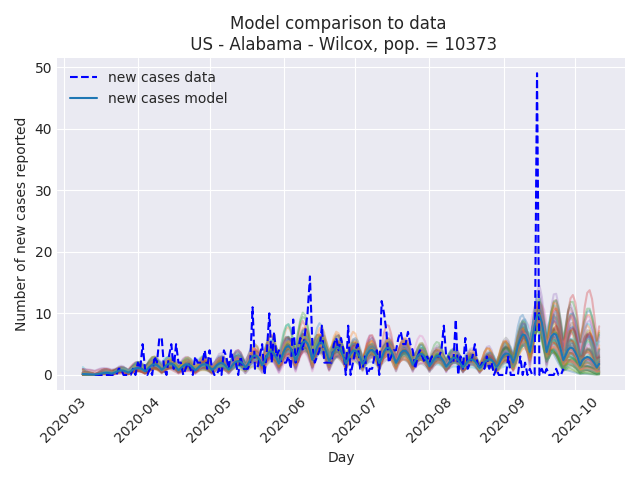 Model comparison to data
US - Alabama - Wilcox, pop. = 10373
new cases data
new cases model
Number of new cases reported
50
40
30
20
10
0
2020-03
2020-04
2020-05
2020-06
2020-07
2020-08
2020-09
2020-10
Day